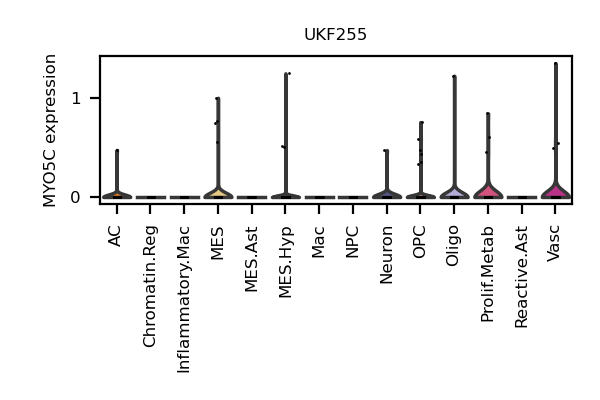 UKF255
MYO5C expression
1
0
AC
Chromatin.Reg
Inflammatory.Mac
MES
MES.Ast
MES.Hyp
Mac
NPC
Neuron
OPC
Oligo
Prolif.Metab
Reactive.Ast
Vasc